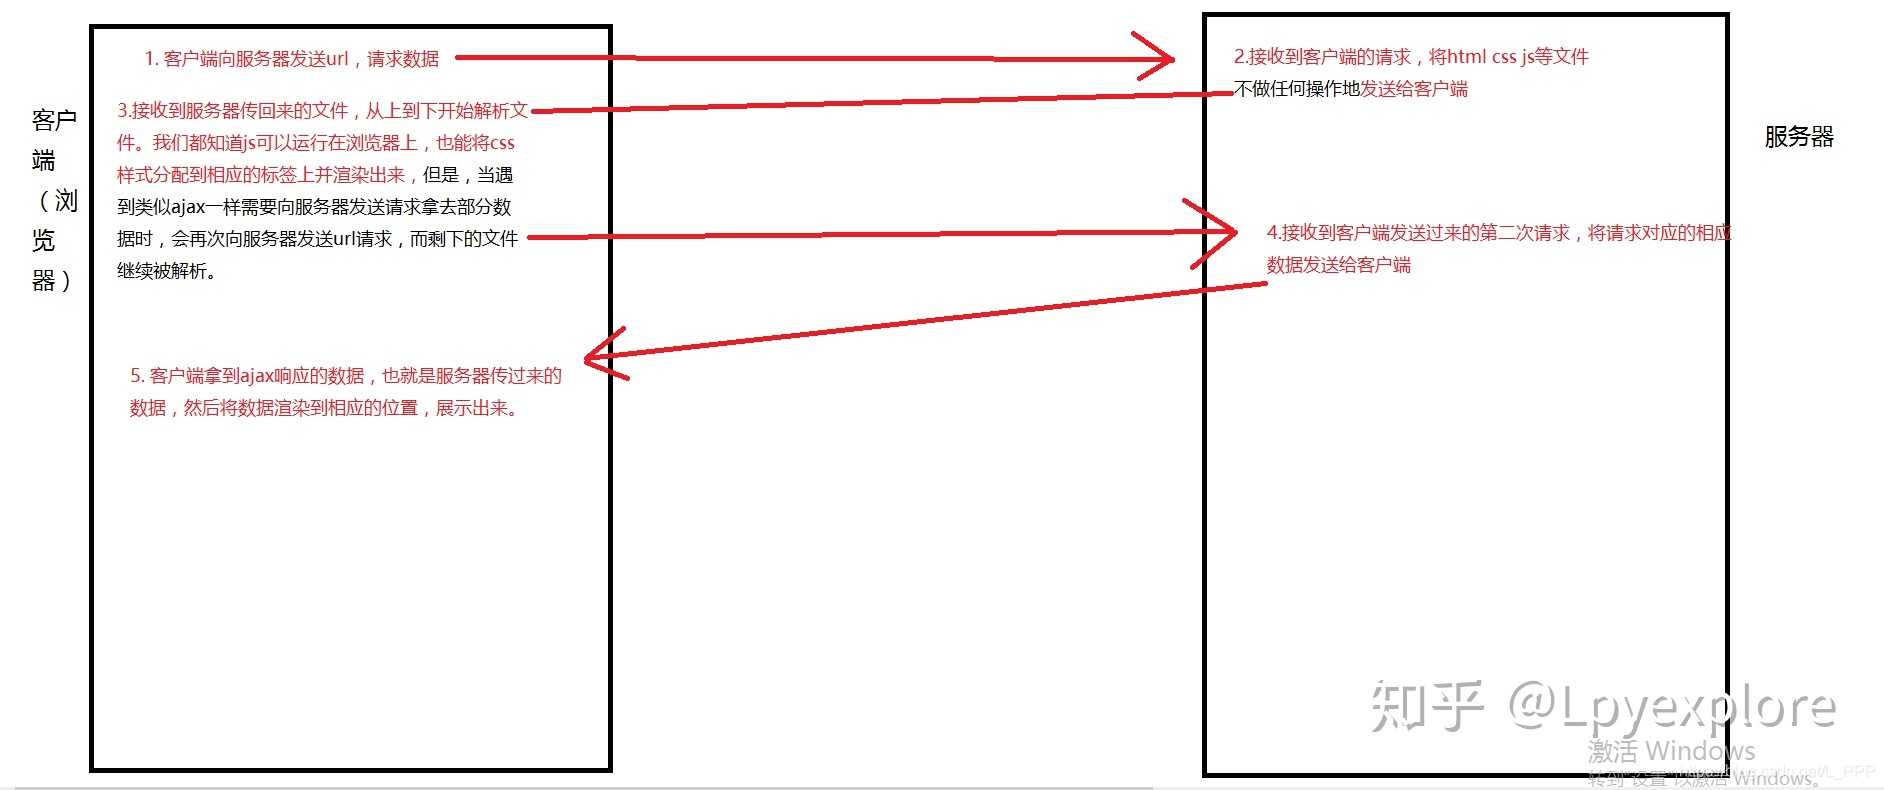 1. 客户端向服务器发送url，请求数据
3.接收到服务器传回来的文件，从上到下开始解析文
件。我们都知道js可以运行在浏览器上，也能将css
样式分配到相应的标签上并渲染出来，但是，当遇
到类似ajax一样需要向服务器发送请求拿去部分数
据时，会再次向服务器发送url请求，而剩下的文件
继续被解析。
客户
端
（浏
览
器）
5. 客户端拿到ajax响应的数据，也就是服务器传过来的
数据，然后将数据渲染到相应的位置，展示出来。
2.接收到客户端的请求，将html css js等文件
不做任何操作地发送给客户端
4.接收到客户端发送过来的第二次请求，将请求对应的相应
数据发送给客户端
服务器
知乎 @Lpyexplore
激活 Windows
转到"设置"以激活 Windows。